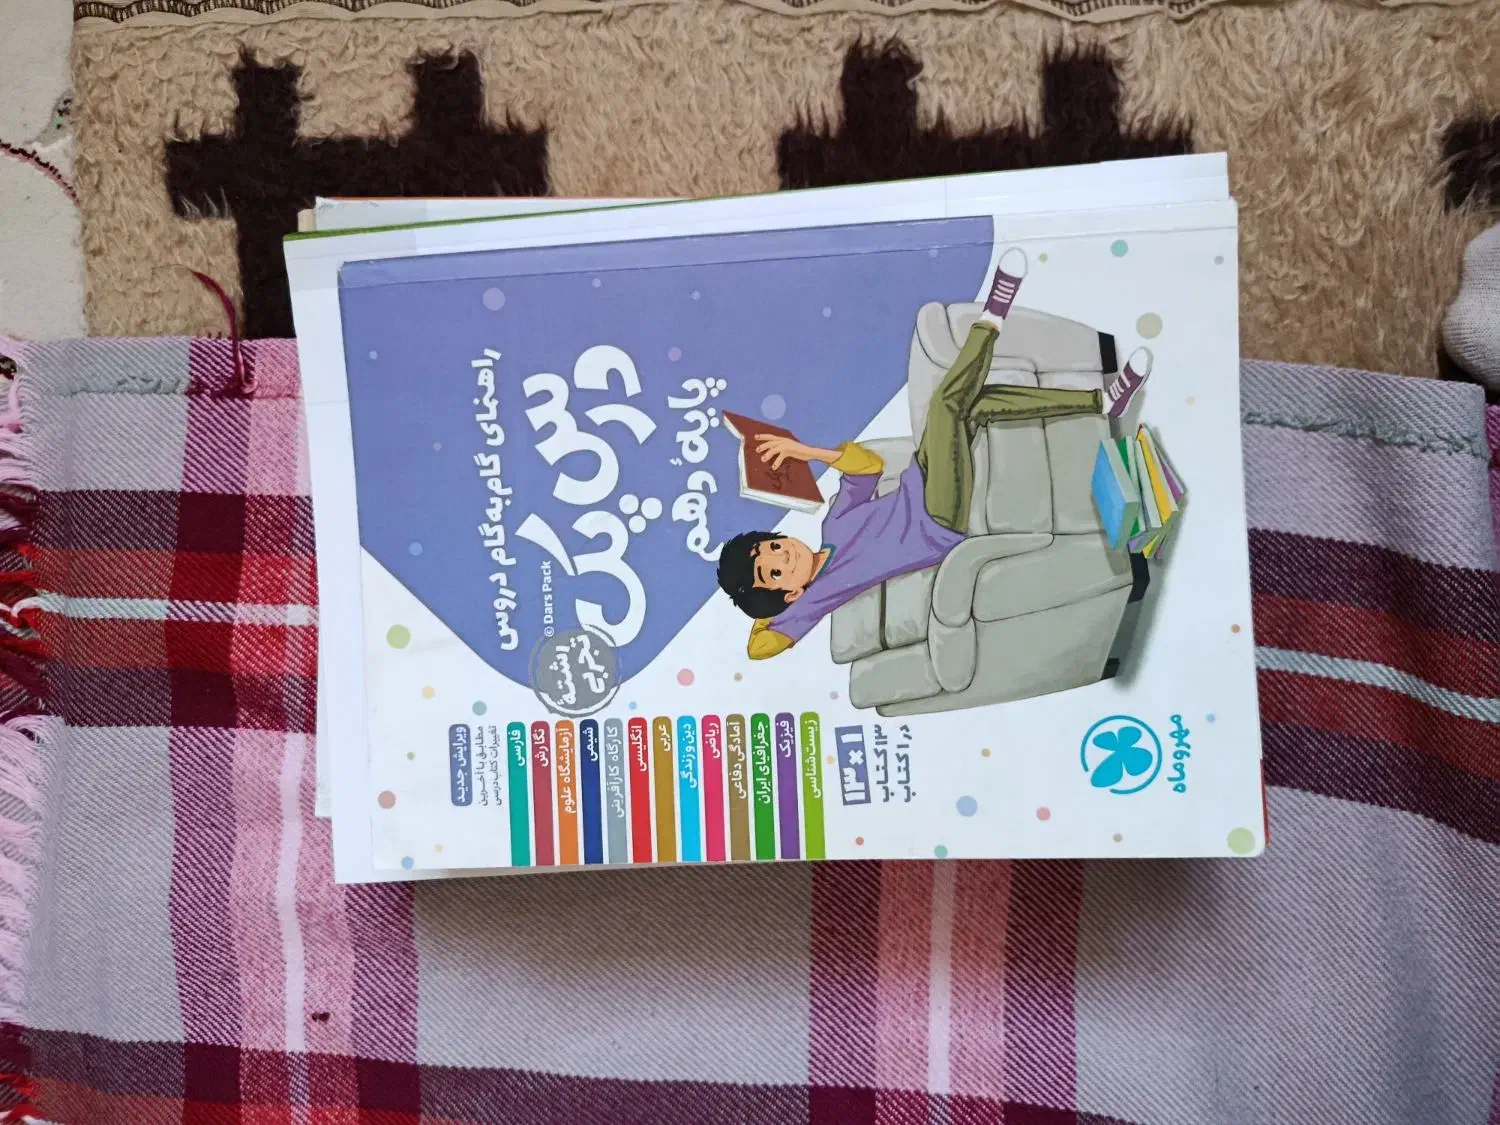 راهنمای گام‌به‌گام دروس
درس‌پک
© Dars Pack
پایهٔ دهم
رشتهٔ
تجربی
ویرایش جدید
مطابق با آخرین
تغییرات کتاب درسی
فارسی
نگارش
آزمایشگاه علوم
شیمی
کارگاه کارآفرینی
انگلیسی
عربی
دین و زندگی
ریاضی
آمادگی دفاعی
جغرافیای ایران
فیزیک
زیست‌شناسی
۱×۱۳
۱۳ کتاب
در ۱ کتاب
مهروماه